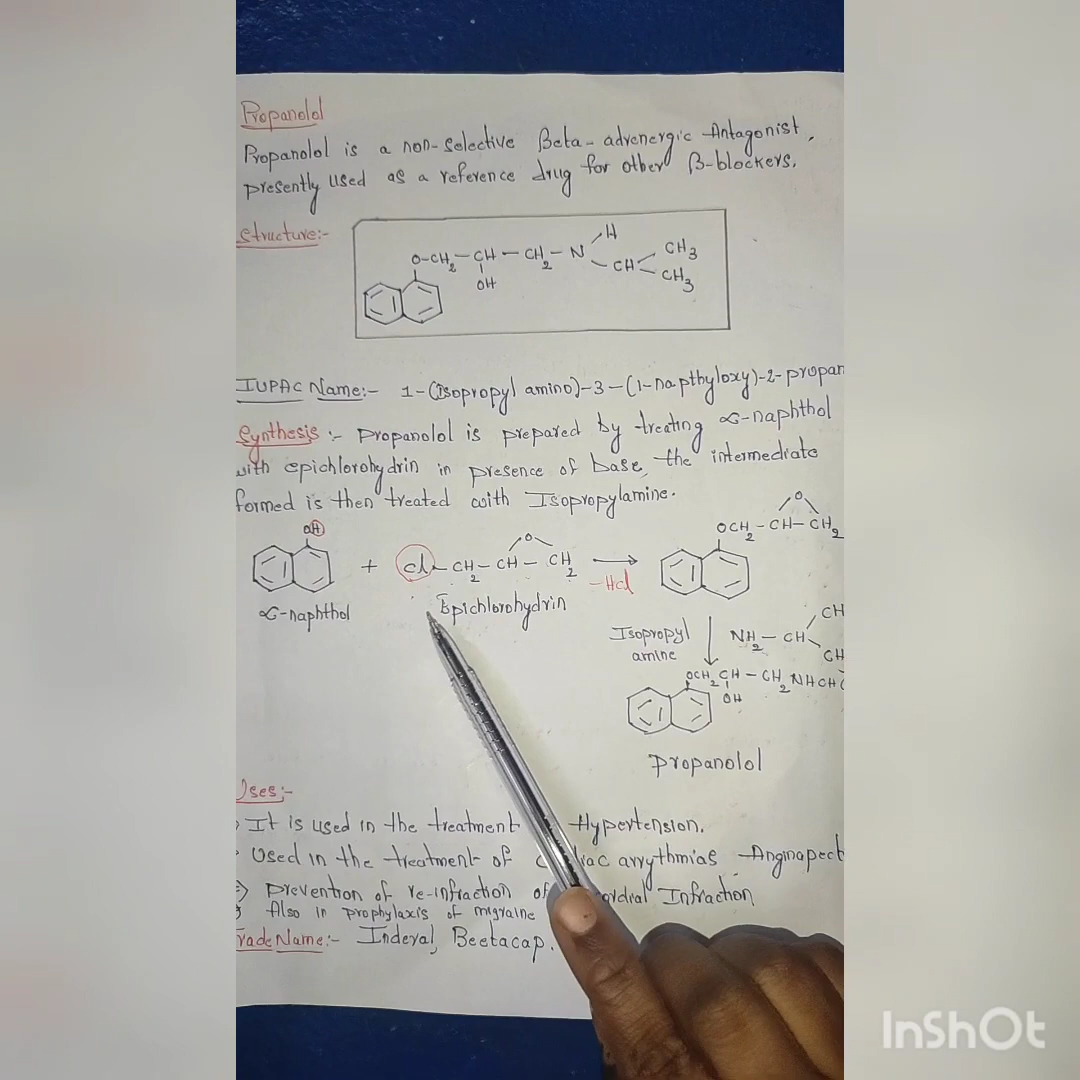 Propanolol
Propanolol is a non-selective Beta-adrenergic Antagonist,
presently used as a reference drug for other β-blockers.
Structure:-
O-CH2-CH-CH2-N
H
CH
CH3
CH3
OH
IUPAC Name:- 1-(Isopropyl amino)-3-(1-napthyloxy)-2-propan
Synthesis:- Propanolol is prepared by treating α-naphthol
with epichlorohydrin in presence of base, the intermediate
formed is then treated with Isopropylamine.
OH
+ Cl-CH2-CH-CH2
O
-Hcl
OCH2-CH-CH2
O
α-naphthol
Epichlorohydrin
Isopropyl
amine
NH2-CH
CH
CH
OCH2CH-CH2NHCH
OH
Propanolol
Uses:-
It is used in the treatment Hypertension.
Used in the treatment of arrythmias Anginapect
=> Prevention of re-infraction of Infraction
Also in prophylaxis of migraine
Trade Name:- Inderal, Beetacap.
InShOt